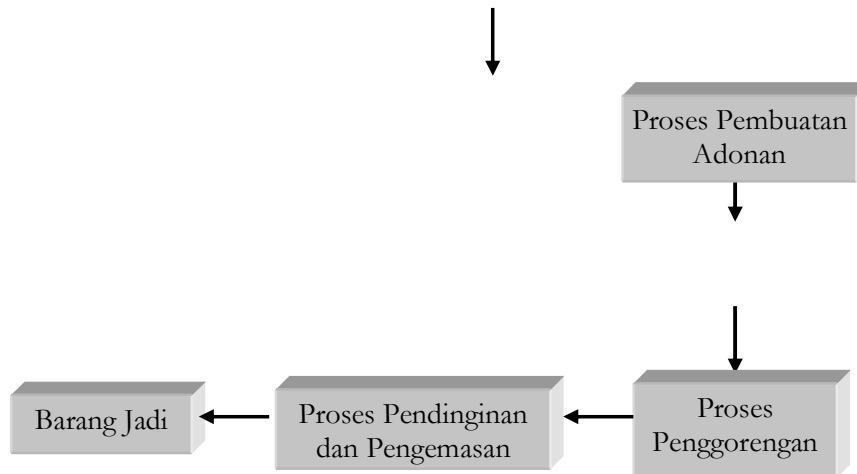 Proses Pembuatan
Adonan
Barang Jadi
Proses Pendinginan
dan Pengemasan
Proses
Penggorengan